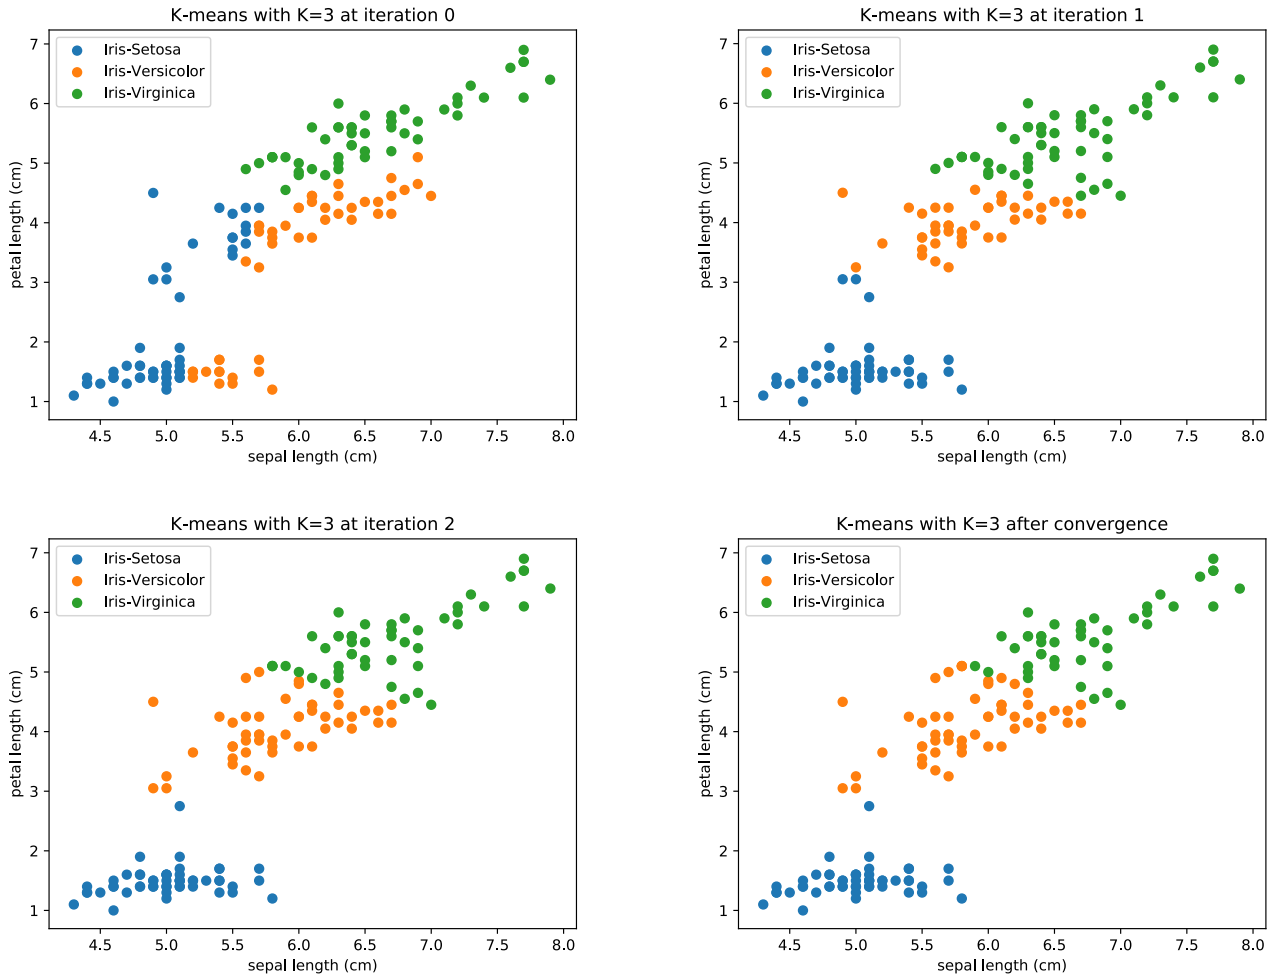 K-means with K=3 at iteration 0
Iris-Setosa
Iris-Versicolor
Iris-Virginica
petal length (cm)
7
6
5
4
3
2
1
4.5 5.0 5.5 6.0 6.5 7.0 7.5 8.0
sepal length (cm)
K-means with K=3 at iteration 1
Iris-Setosa
Iris-Versicolor
Iris-Virginica
petal length (cm)
7
6
5
4
3
2
1
4.5 5.0 5.5 6.0 6.5 7.0 7.5 8.0
sepal length (cm)
K-means with K=3 at iteration 2
Iris-Setosa
Iris-Versicolor
Iris-Virginica
petal length (cm)
7
6
5
4
3
2
1
4.5 5.0 5.5 6.0 6.5 7.0 7.5 8.0
sepal length (cm)
K-means with K=3 after convergence
Iris-Setosa
Iris-Versicolor
Iris-Virginica
petal length (cm)
7
6
5
4
3
2
1
4.5 5.0 5.5 6.0 6.5 7.0 7.5 8.0
sepal length (cm)